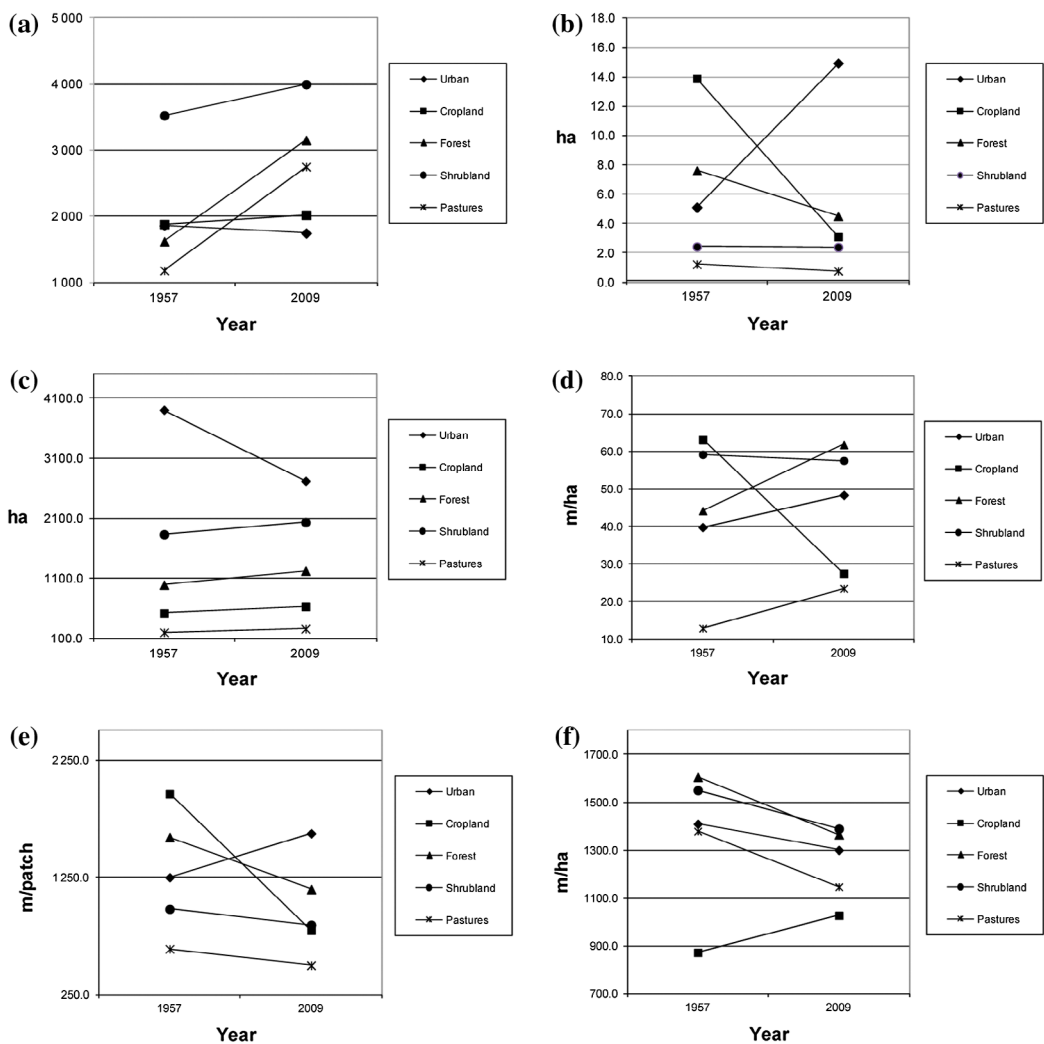 (a)
5 000
4 000
3 000
2 000
1 000
1957
2009
Year
Urban
Cropland
Forest
Shrubland
Pastures
(b)
ha
18.0
16.0
14.0
12.0
10.0
8.0
6.0
4.0
2.0
0.0
1957
2009
Year
Urban
Cropland
Forest
Shrubland
Pastures
(c)
ha
4100.0
3100.0
2100.0
1100.0
100.0
1957
2009
Year
Urban
Cropland
Forest
Shrubland
Pastures
(d)
m/ha
80.0
70.0
60.0
50.0
40.0
30.0
20.0
10.0
1957
2009
Year
Urban
Cropland
Forest
Shrubland
Pastures
(e)
m/patch
2 250.0
1 250.0
250.0
1957
2009
Year
Urban
Cropland
Forest
Shrubland
Pastures
(f)
m/ha
1700.0
1500.0
1300.0
1100.0
900.0
700.0
1957
2009
Year
Urban
Cropland
Forest
Shrubland
Pastures